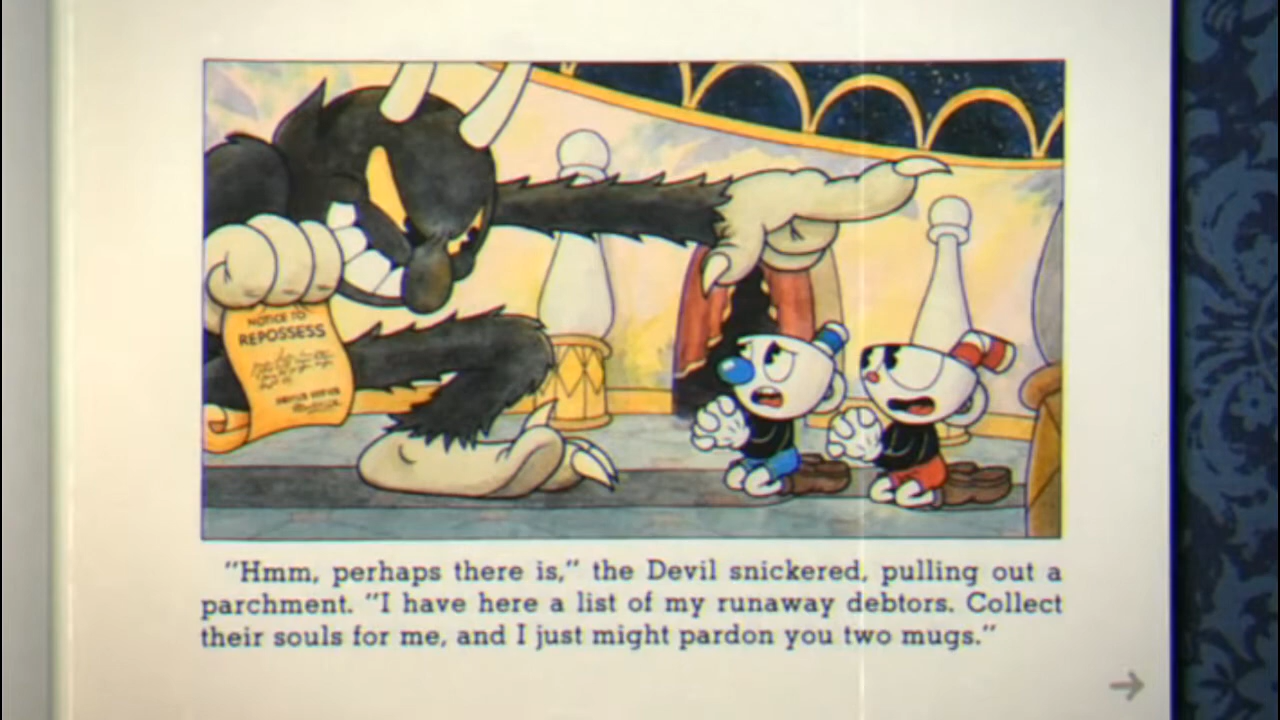 NOTICE TO
REPOSSESS
"Hmm, perhaps there is," the Devil snickered, pulling out a
parchment. "I have here a list of my runaway debtors. Collect
their souls for me, and I just might pardon you two mugs."